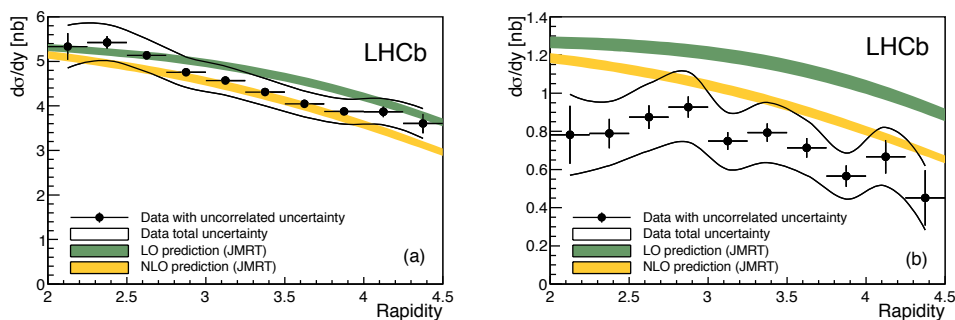 dσ/dy [nb]
6
5
4
3
2
1
0
LHCb
Data with uncorrelated uncertainty
Data total uncertainty
LO prediction (JMRT)
NLO prediction (JMRT)
(a)
2 2.5 3 3.5 4 4.5
Rapidity
dσ/dy [nb]
1.4
1.2
1
0.8
0.6
0.4
0.2
0
LHCb
Data with uncorrelated uncertainty
Data total uncertainty
LO prediction (JMRT)
NLO prediction (JMRT)
(b)
2 2.5 3 3.5 4 4.5
Rapidity